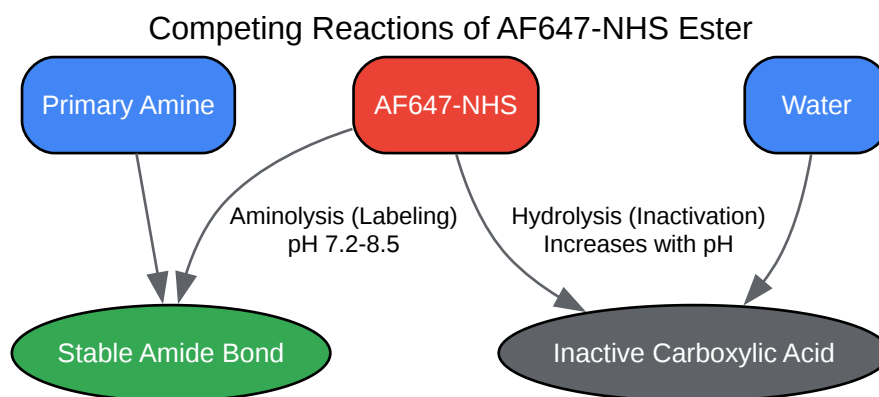 Competing Reactions of AF647-NHS Ester
Primary Amine
AF647-NHS
Water
Aminolysis (Labeling)
pH 7.2-8.5
Hydrolysis (Inactivation)
Increases with pH
Stable Amide Bond
Inactive Carboxylic Acid